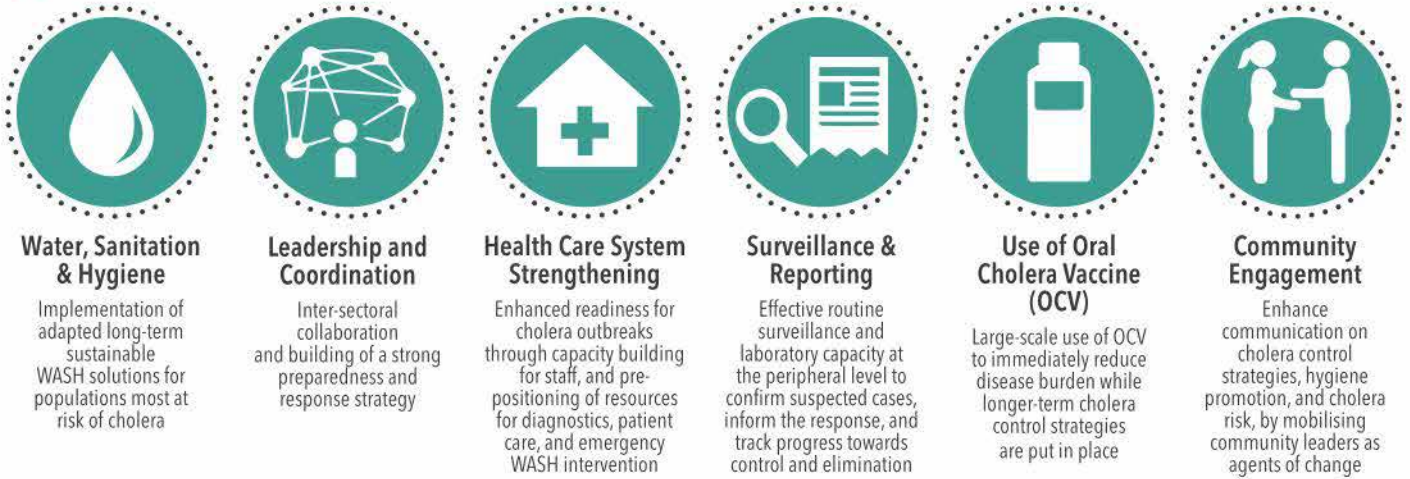 Water, Sanitation
& Hygiene
Implementation of
adapted long-term
sustainable
WASH solutions for
populations most at
risk of cholera
Leadership and
Coordination
Inter-sectoral
collaboration
and building of a strong
preparedness and
response strategy
Health Care System
Strengthening
Enhanced readiness for
cholera outbreaks
through capacity building
for staff, and pre-
positioning of resources
for diagnostics, patient
care, and emergency
WASH intervention
Surveillance &
Reporting
Effective routine
surveillance and
laboratory capacity at
the peripheral level to
confirm suspected cases,
inform the response, and
track progress towards
control and elimination
Use of Oral
Cholera Vaccine
(OCV)
Large-scale use of OCV
to immediately reduce
disease burden while
longer-term cholera
control strategies
are put in place
Community
Engagement
Enhance
communication on
cholera control
strategies, hygiene
promotion, and cholera
risk, by mobilising
community leaders as
agents of change